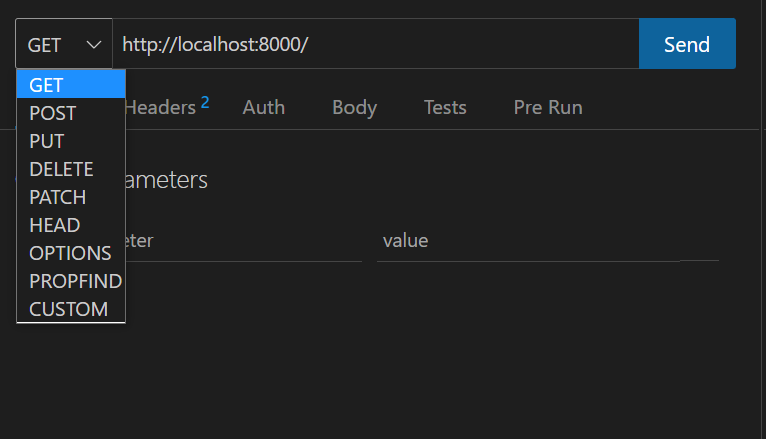 GET http://localhost:8000/ Send
GET
POST
PUT
DELETE
PATCH
HEAD
OPTIONS
PROPFIND
CUSTOM
Headers 2 Auth Body Tests Pre Run
ameters
eter value